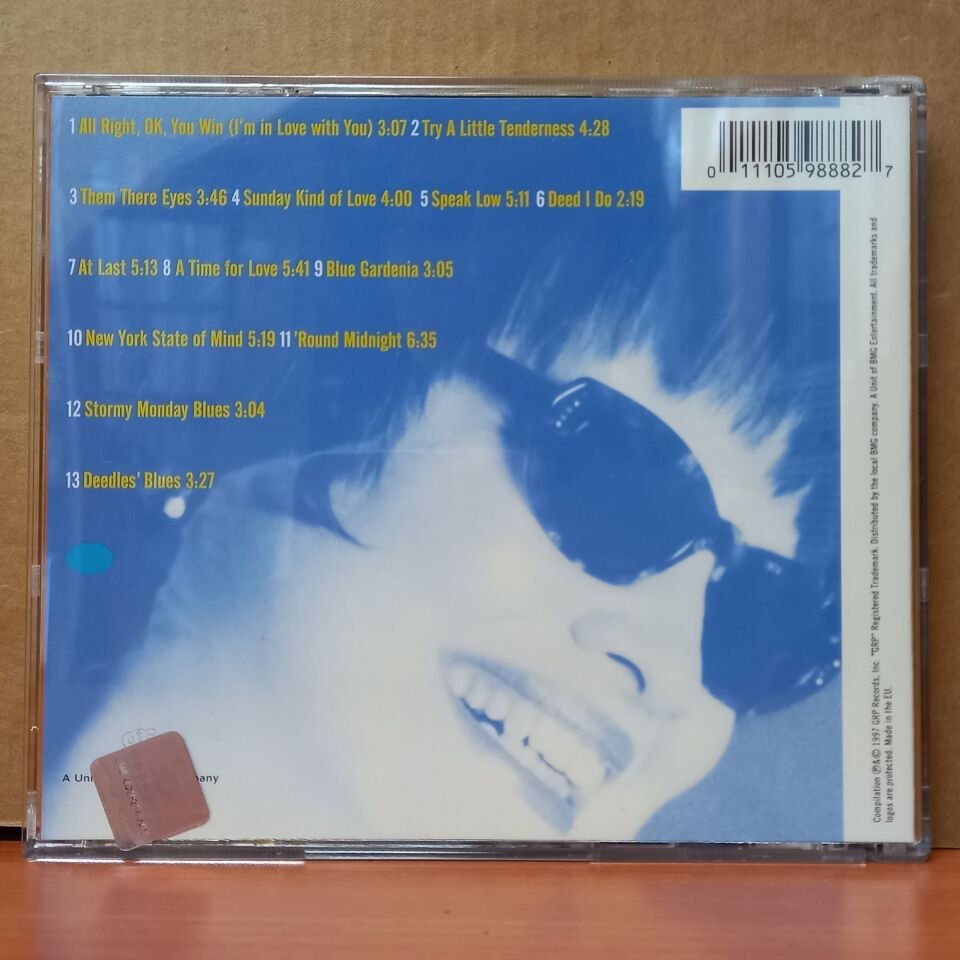 1 All Right, OK, You Win (I'm in Love with You) 3:07 2 Try A Little Tenderness 4:28
3 Them There Eyes 3:46 4 Sunday Kind of Love 4:00 5 Speak Low 5:11 6 Deed I Do 2:19
7 At Last 5:13 8 A Time for Love 5:41 9 Blue Gardenia 3:05
10 New York State of Mind 5:19 11 'Round Midnight 6:35
12 Stormy Monday Blues 3:04
13 Deedles' Blues 3:27
0 11105 98882 7
A
Compilation ℗&© 1997 GRP Records, Inc. "GRP" Registered Trademark. Distributed by the local BMG company. A Unit of BMG Entertainment. All trademarks and
logos are protected. Made in the EU.